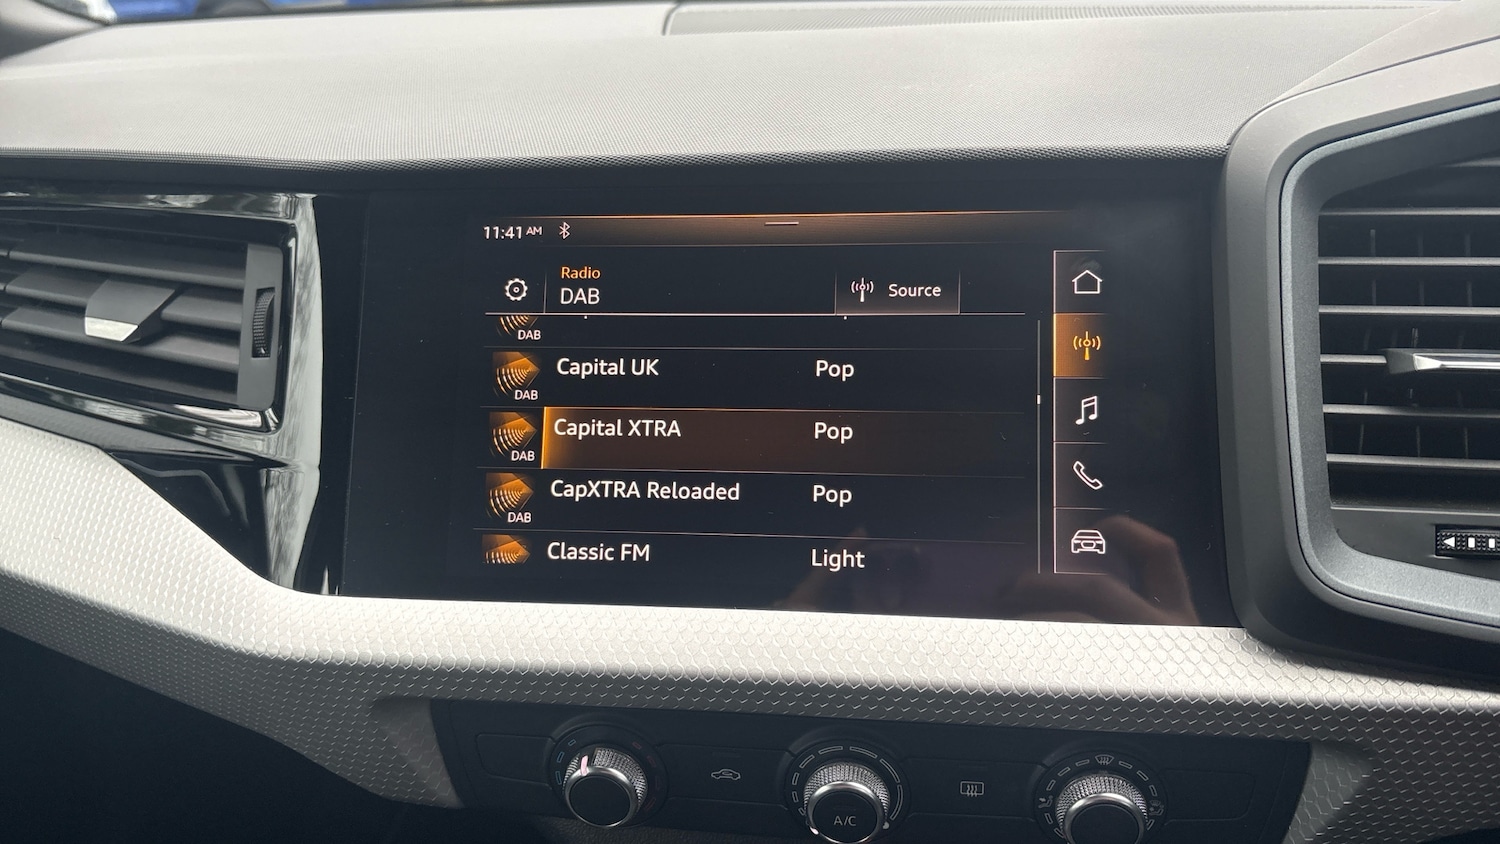 11:41 AM
Radio
DAB
Source
DAB
Capital UK Pop
DAB
Capital XTRA Pop
DAB
CapXTRA Reloaded Pop
DAB
Classic FM Light
A/C